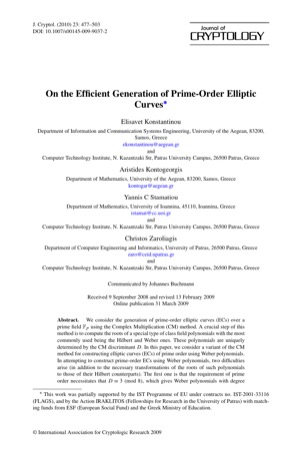 J. Cryptol. (2010) 23: 477–503
DOI: 10.1007/s00145-009-9037-2
Journal of
CRYPTOLOGY
On the Efficient Generation of Prime-Order Elliptic
Curves*
Elisavet Konstantinou
Department of Information and Communication Systems Engineering, University of the Aegean, 83200,
Samos, Greece
ekonstantinou@aegean.gr
and
Computer Technology Institute, N. Kazantzaki Str, Patras University Campus, 26500 Patras, Greece
Aristides Kontogeorgis
Department of Mathematics, University of the Aegean, 83200, Samos, Greece
kontogar@aegean.gr
Yannis C Stamatiou
Department of Mathematics, University of Ioannina, 45110, Ioannina, Greece
istamat@cc.uoi.gr
and
Computer Technology Institute, N. Kazantzaki Str, Patras University Campus, 26500 Patras, Greece
Christos Zaroliagis
Department of Computer Engineering and Informatics, University of Patras, 26500 Patras, Greece
zaro@ceid.upatras.gr
and
Computer Technology Institute, N. Kazantzaki Str, Patras University Campus, 26500 Patras, Greece
Communicated by Johannes Buchmann
Received 9 September 2008 and revised 13 February 2009
Online publication 31 March 2009
Abstract. We consider the generation of prime-order elliptic curves (ECs) over a
prime field 𝔽p using the Complex Multiplication (CM) method. A crucial step of this
method is to compute the roots of a special type of class field polynomials with the most
commonly used being the Hilbert and Weber ones. These polynomials are uniquely
determined by the CM discriminant D. In this paper, we consider a variant of the CM
method for constructing elliptic curves (ECs) of prime order using Weber polynomials.
In attempting to construct prime-order ECs using Weber polynomials, two difficulties
arise (in addition to the necessary transformations of the roots of such polynomials
to those of their Hilbert counterparts). The first one is that the requirement of prime
order necessitates that D ≡ 3 (mod 8), which gives Weber polynomials with degree
* This work was partially supported by the IST Programme of EU under contracts no. IST-2001-33116
(FLAGS), and by the Action IRAKLITOS (Fellowships for Research in the University of Patras) with match-
ing funds from ESF (European Social Fund) and the Greek Ministry of Education.
© International Association for Cryptologic Research 2009